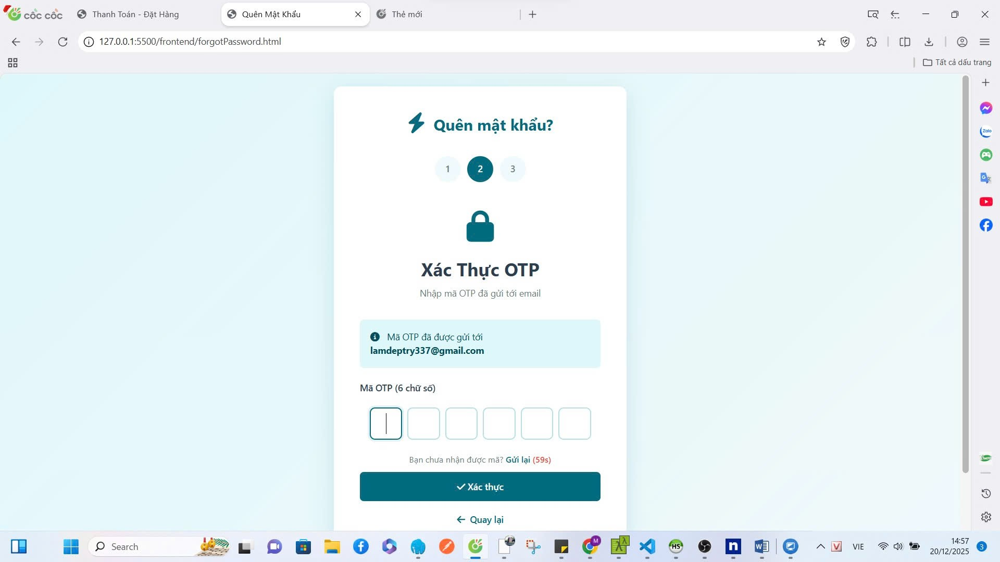 cốc cốc
Thanh Toán - Đặt Hàng
Quên Mật Khẩu
Thẻ mới
127.0.0.1:5500/frontend/forgotPassword.html
Tất cả dấu trang
Quên mật khẩu?
1
2
3
Xác Thực OTP
Nhập mã OTP đã gửi tới email
Mã OTP đã được gửi tới
lamdeptry337@gmail.com
Mã OTP (6 chữ số)
Bạn chưa nhận được mã? Gửi lại (59s)
Xác thực
Quay lại
Zalo
Search
M
HS
VIE
14:57
20/12/2025
3